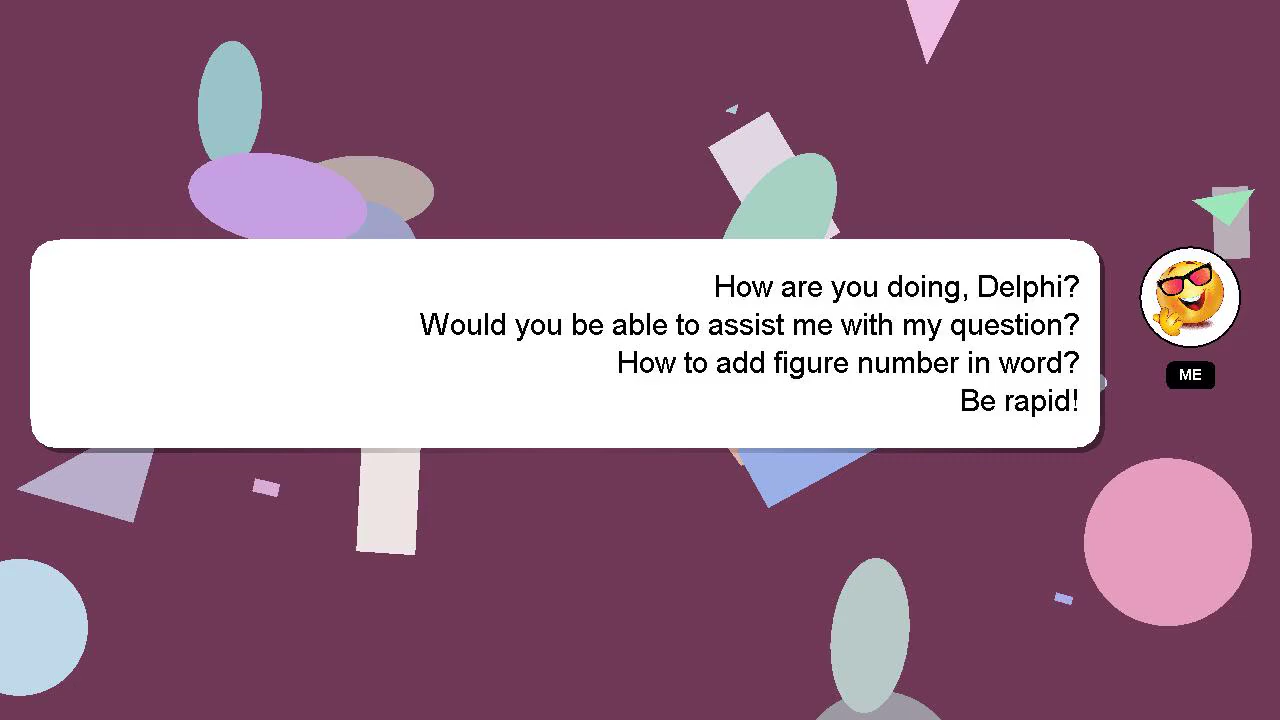 How are you doing, Delphi?
Would you be able to assist me with my question?
How to add figure number in word?
Be rapid!
ME